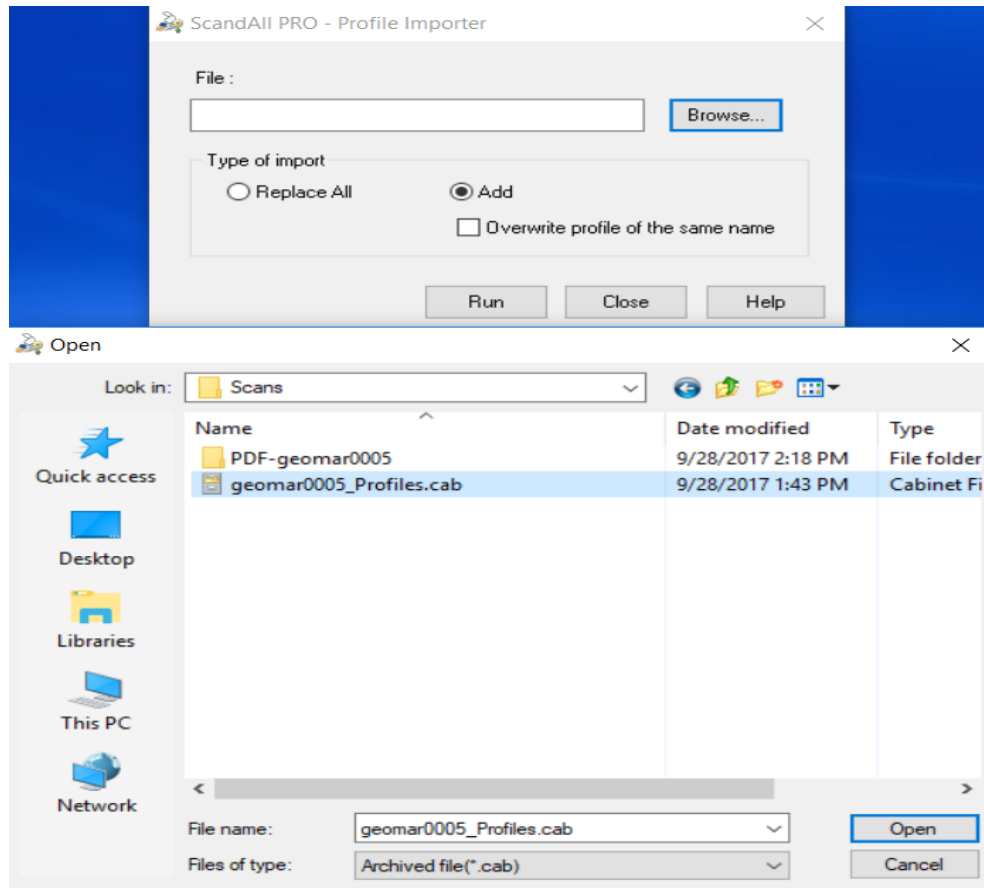 ScandAll PRO - Profile Importer
File :
Browse...
Type of import
Replace All
Add
Overwrite profile of the same name
Run Close Help
Open
Look in: Scans
Name Date modified Type
PDF-geomar0005 9/28/2017 2:18 PM File folder
geomar0005_Profiles.cab 9/28/2017 1:43 PM Cabinet Fi
Quick access
Desktop
Libraries
This PC
Network
File name: geomar0005_Profiles.cab Open
Files of type: Archived file(*.cab) Cancel